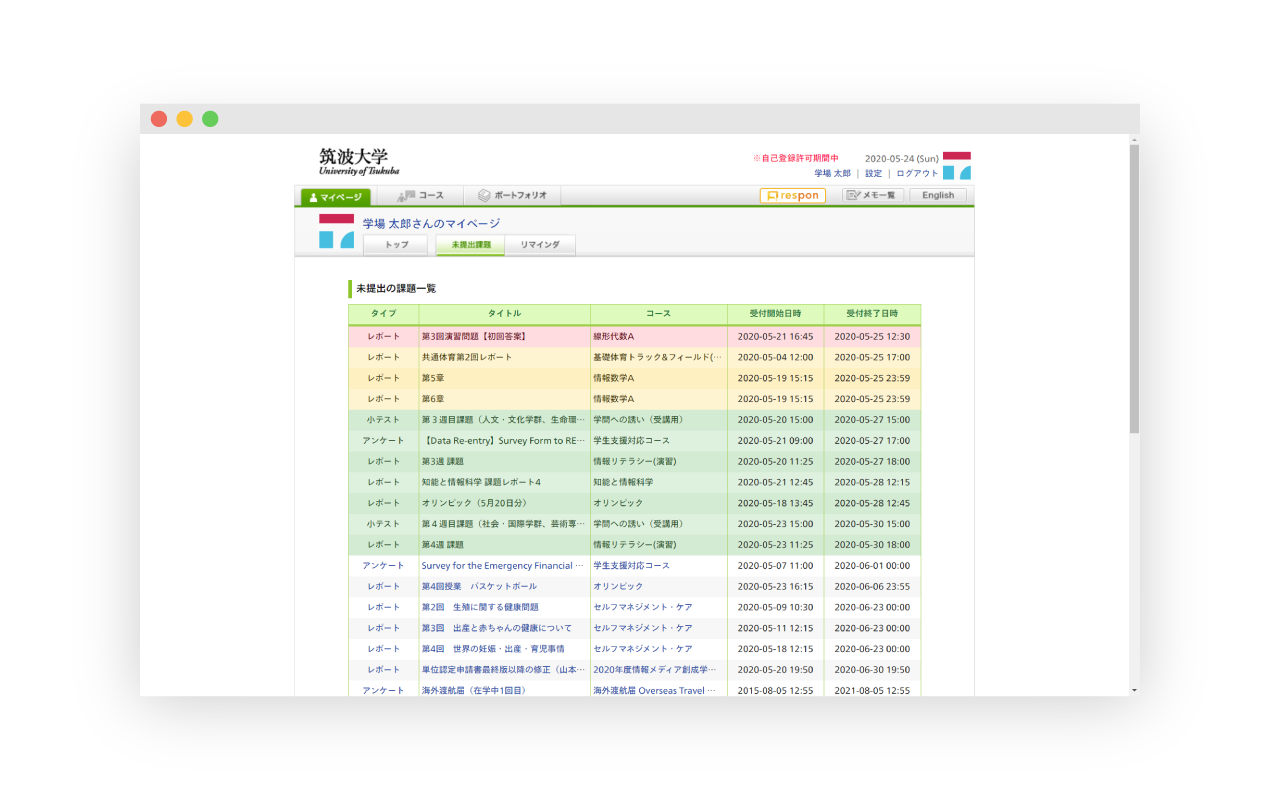 筑波大学
University of Tsukuba
※自己登録許可期間中 2020-05-24 (Sun)
学場 太郎 | 設定 | ログアウト
マイページ コース ポートフォリオ respon メモ一覧 English
学場 太郎さんのマイページ
トップ 未提出課題 リマインダ
未提出の課題一覧
タイプ タイトル コース 受付開始日時 受付終了日時
レポート 第3回演習問題【初回答案】 線形代数A 2020-05-21 16:45 2020-05-25 12:30
レポート 共通体育第2回レポート 基礎体育トラック&フィールド(… 2020-05-04 12:00 2020-05-25 17:00
レポート 第5章 情報数学A 2020-05-19 15:15 2020-05-25 23:59
レポート 第6章 情報数学A 2020-05-19 15:15 2020-05-25 23:59
小テスト 第３週目課題（人文・文化学群、生命環… 学問への誘い（受講用） 2020-05-20 15:00 2020-05-27 15:00
アンケート 【Data Re-entry】Survey Form to RE… 学生支援対応コース 2020-05-21 09:00 2020-05-27 17:00
レポート 第3週 課題 情報リテラシー(演習) 2020-05-20 11:25 2020-05-27 18:00
レポート 知能と情報科学 課題レポート4 知能と情報科学 2020-05-21 12:45 2020-05-28 12:15
レポート オリンピック（5月20日分） オリンピック 2020-05-18 13:45 2020-05-28 12:45
小テスト 第４週目課題（社会・国際学群、芸術専… 学問への誘い（受講用） 2020-05-23 15:00 2020-05-30 15:00
レポート 第4週 課題 情報リテラシー(演習) 2020-05-23 11:25 2020-05-30 18:00
アンケート Survey for the Emergency Financial … 学生支援対応コース 2020-05-07 11:00 2020-06-01 00:00
レポート 第4回授業　バスケットボール オリンピック 2020-05-23 16:15 2020-06-06 23:55
レポート 第2回　生殖に関する健康問題 セルフマネジメント・ケア 2020-05-09 10:30 2020-06-23 00:00
レポート 第3回　出産と赤ちゃんの健康について セルフマネジメント・ケア 2020-05-11 12:15 2020-06-23 00:00
レポート 第4回　世界の妊娠・出産・育児事情 セルフマネジメント・ケア 2020-05-18 12:15 2020-06-23 00:00
レポート 単位認定申請書最終版以降の修正（山本… 2020年度情報メディア創成学… 2020-05-20 19:50 2020-06-30 19:50
アンケート 海外渡航届（在学中1回目） 海外渡航届 Overseas Travel … 2015-08-05 12:55 2021-08-05 12:55